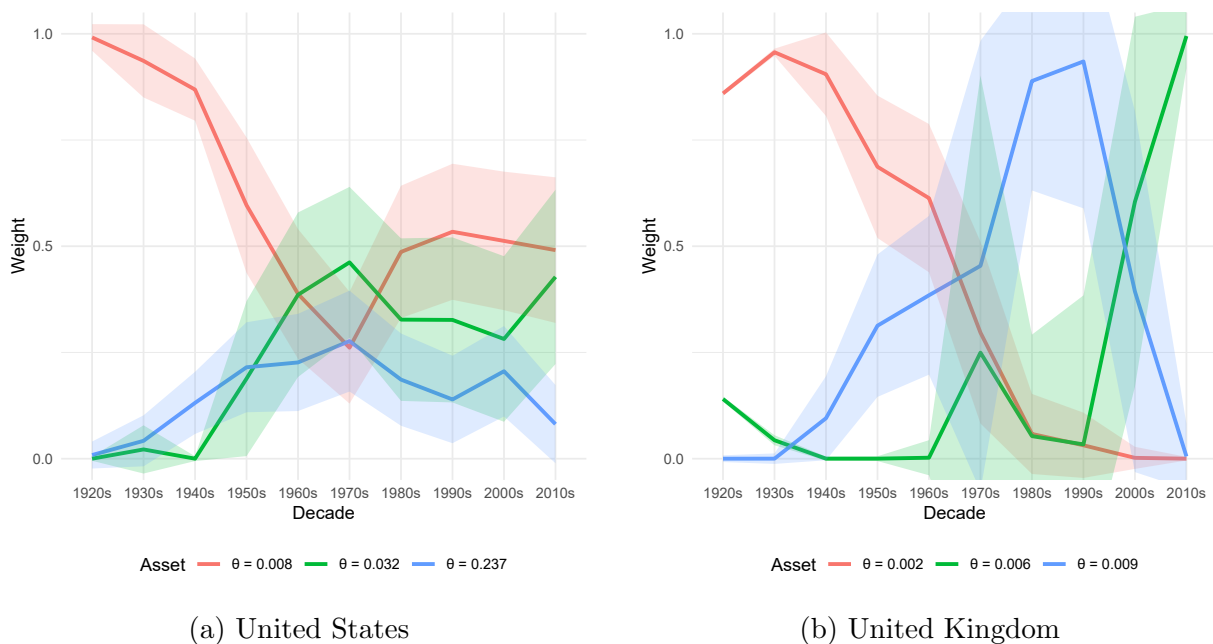 1.0
0.5
0.0
Weight
1920s 1930s 1940s 1950s 1960s 1970s 1980s 1990s 2000s 2010s
Decade
Asset θ = 0.008 θ = 0.032 θ = 0.237
(a) United States
1.0
0.5
0.0
Weight
1920s 1930s 1940s 1950s 1960s 1970s 1980s 1990s 2000s 2010s
Decade
Asset θ = 0.002 θ = 0.006 θ = 0.009
(b) United Kingdom